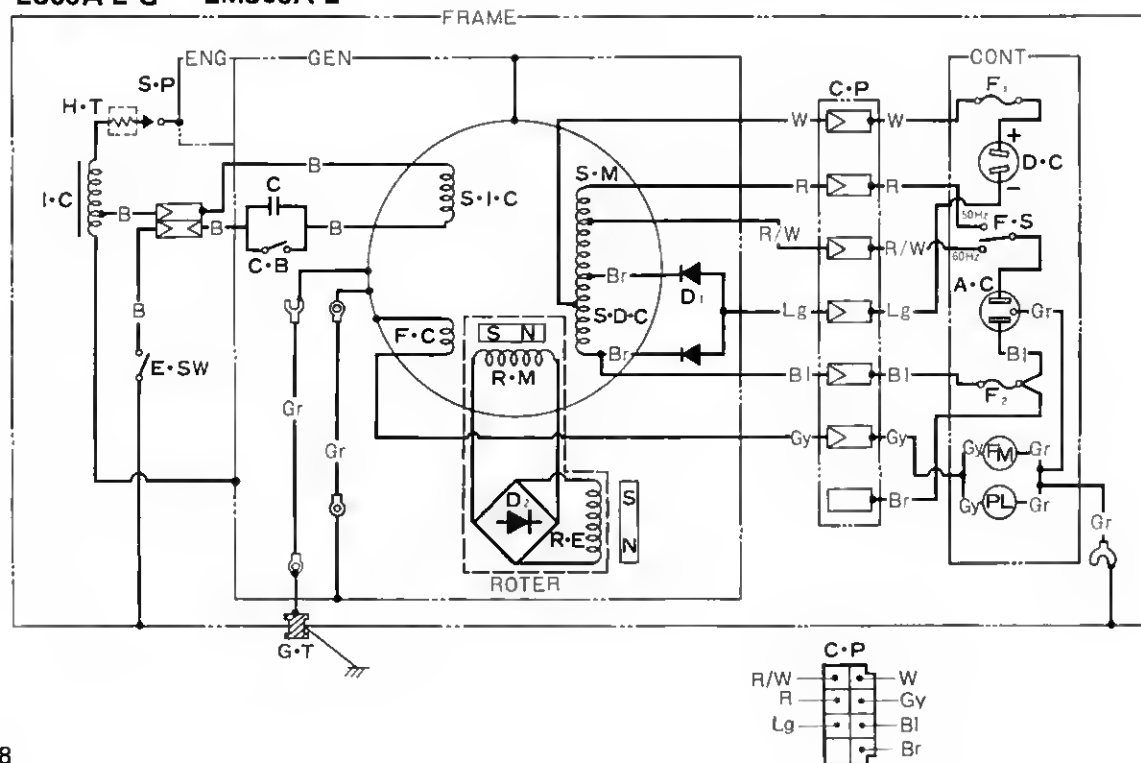 FRAME
ENG
GEN
CONT
S·P
H·T
C·P
F1
W
W
B
+
D·C
I·C
C
S·I·C
S·M
R
R
−
B
B
B
50Hz
F·S
R/W
R/W
60Hz
C·B
Br
D1
A·C
B
S·D·C
Lg
Lg
Gr
F·C
S N
Br
Bl
E·SW
R·M
Bl
Bl
F2
Gr
Gr
Gy
Gy
Gy
FM
Gr
D2
S
Br
Gy
PL
Gr
R·E
N
Gr
ROTER
G·T
C·P
R/W
W
R
Gy
Lg
Bl
Br
8